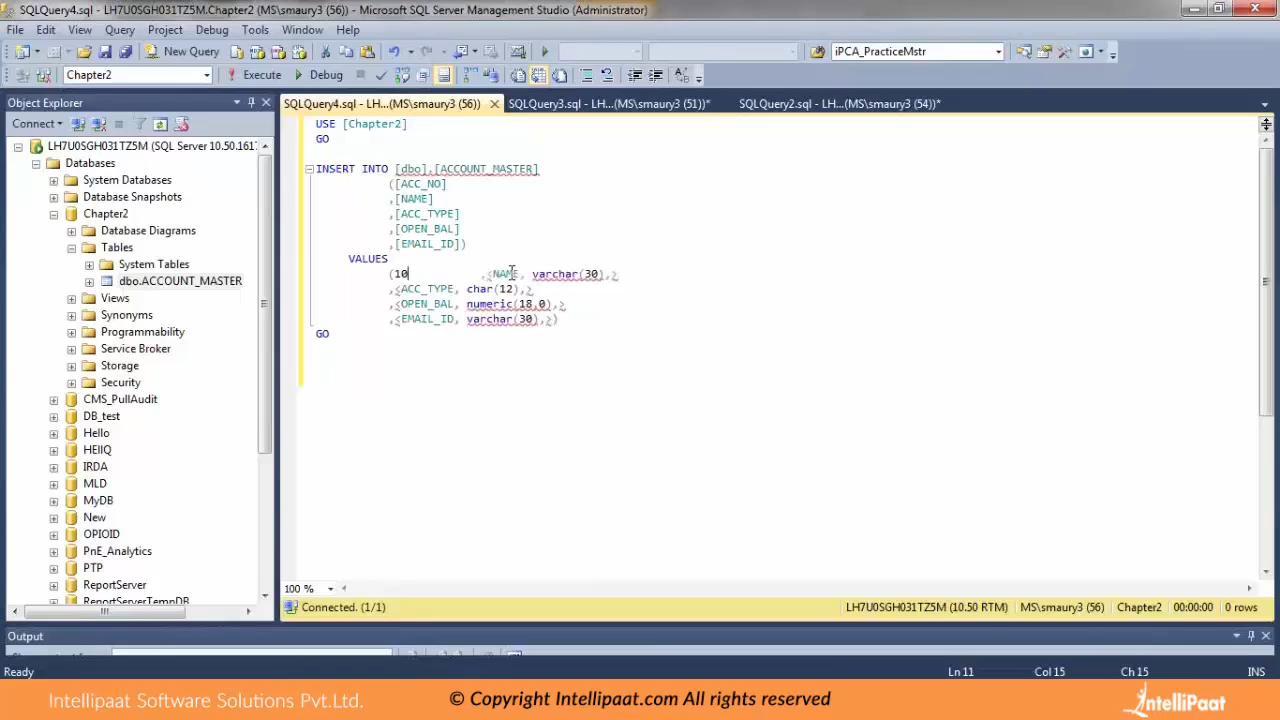 SQLQuery4.sql - LH7U0SGH031TZ5M.Chapter2 (MS\smaury3 (56))* - Microsoft SQL Server Management Studio (Administrator)
File Edit View Query Project Debug Tools Window Help
New Query iPCA_PracticeMstr
Chapter2 Execute Debug
Object Explorer
SQLQuery4.sql - LH...(MS\smaury3 (56))* SQLQuery3.sql - LH...(MS\smaury3 (51))* SQLQuery2.sql - LH...(MS\smaury3 (54))*
Connect
LH7U0SGH031TZ5M (SQL Server 10.50.161
Databases
System Databases
Database Snapshots
Chapter2
Database Diagrams
Tables
System Tables
dbo.ACCOUNT_MASTER
Views
Synonyms
Programmability
Service Broker
Storage
Security
CMS_PullAudit
DB_test
Hello
IRDA
MLD
MyDB
New
OPIOID
PnE_Analytics
PTP
ReportServer
ReportServerTempDB
USE [Chapter2]
GO
INSERT INTO [dbo].[ACCOUNT_MASTER]
([ACC_NO]
,[NAME]
,[ACC_TYPE]
,[OPEN_BAL]
,[EMAIL_ID])
VALUES
(10 ,<NAME, varchar(30),>
,<ACC_TYPE, char(12),>
,<OPEN_BAL, numeric(18,0),>
,<EMAIL_ID, varchar(30),>)
GO
100 %
Connected. (1/1) LH7U0SGH031TZ5M (10.50 RTM) MS\smaury3 (56) Chapter2 00:00:00 0 rows
Output
Ready Ln 11 Col 15 Ch 15 INS
Intellipaat Software Solutions Pvt.Ltd. © Copyright Intellipaat.com All rights reserved IntelliPaat